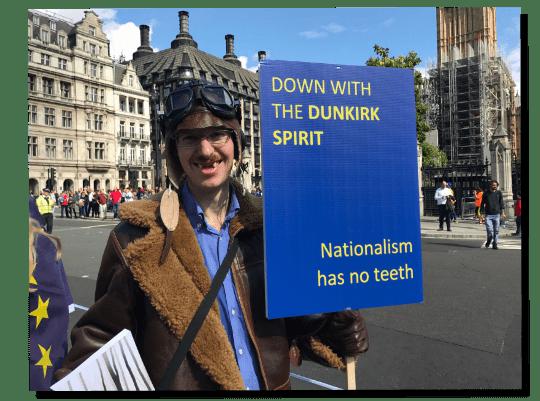 DOWN WITH
THE DUNKIRK
SPIRIT
Nationalism
has no teeth